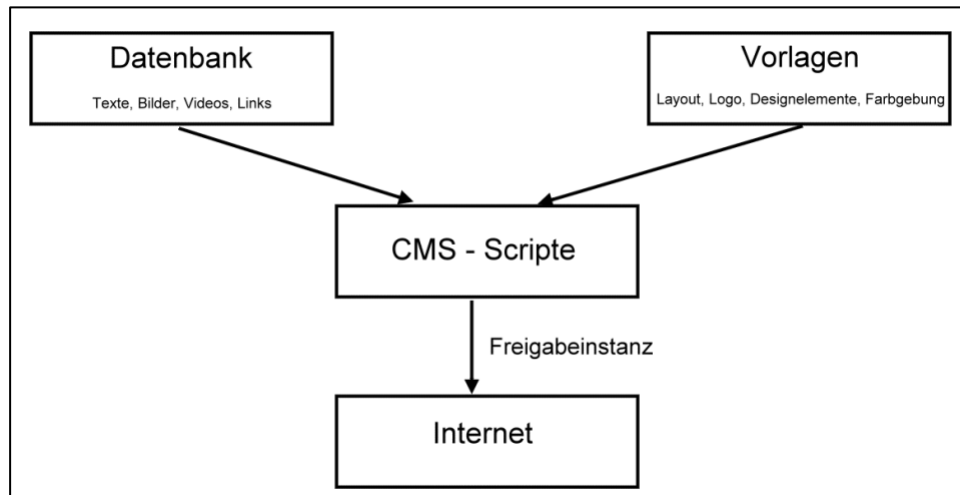 Datenbank
Texte, Bilder, Videos, Links
Vorlagen
Layout, Logo, Designelemente, Farbgebung
CMS - Scripte
Freigabeinstanz
Internet